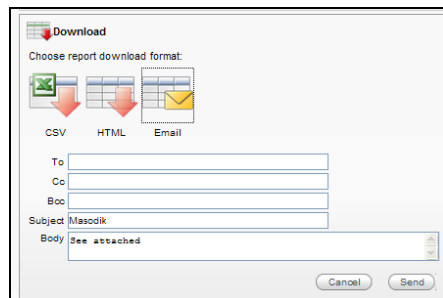 Download
Choose report download format:
CSV HTML Email
To
Cc
Bcc
Subject Masodik
Body See attached
Cancel Send